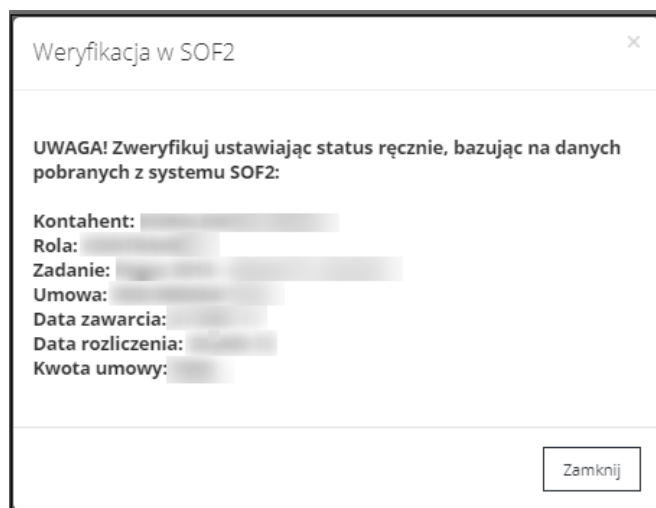 Weryfikacja w SOF2
×
UWAGA! Zweryfikuj ustawiając status ręcznie, bazując na danych
pobranych z systemu SOF2:
Kontahent:
Rola:
Zadanie:
Umowa:
Data zawarcia:
Data rozliczenia:
Kwota umowy:
Zamknij